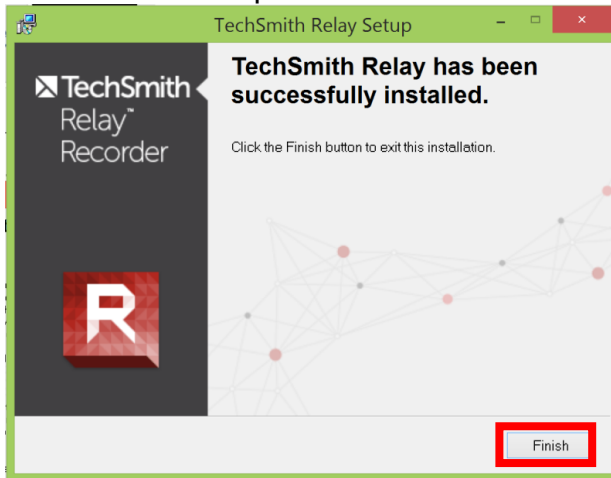 TechSmith Relay Setup
TechSmith
Relay™
Recorder
TechSmith Relay has been
successfully installed.
Click the Finish button to exit this installation.
R
Finish